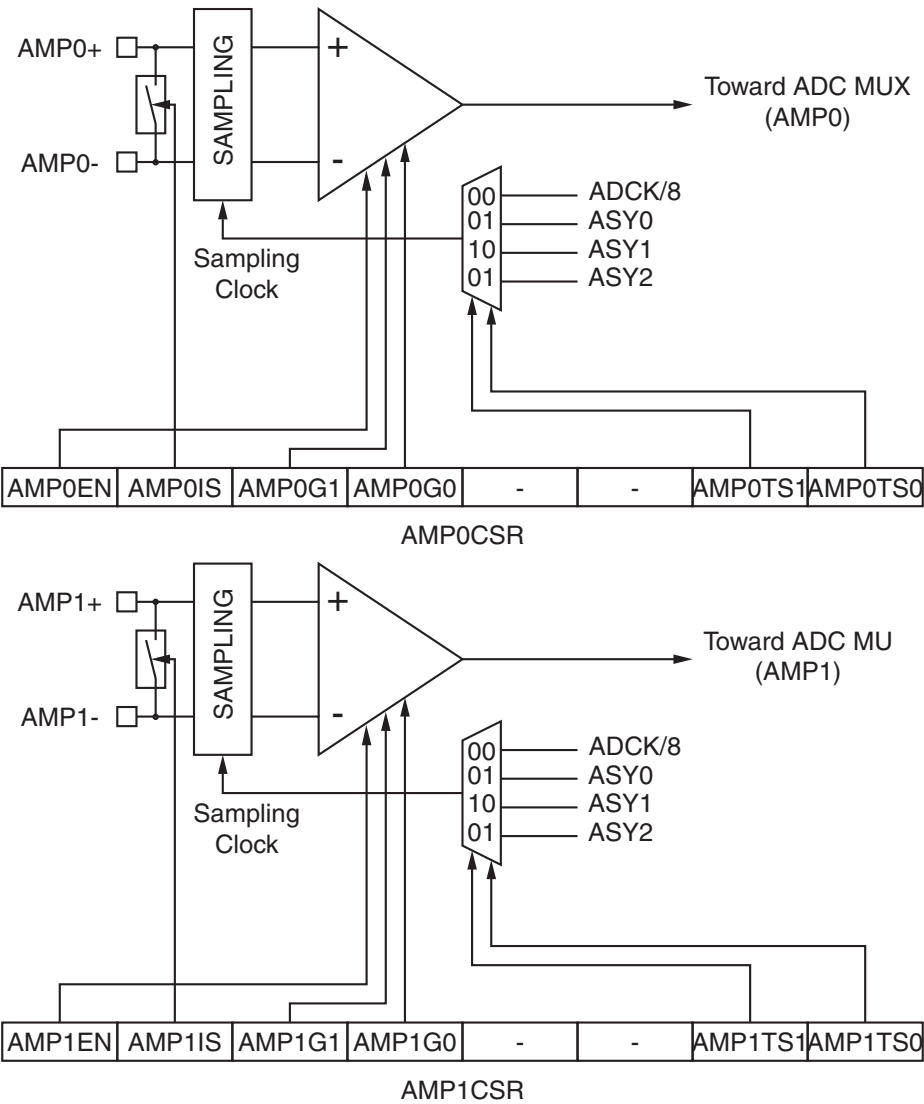 AMP0+
SAMPLING
+
Toward ADC MUX
(AMP0)
AMP0-
-
00 ADCK/8
01 ASY0
10 ASY1
01 ASY2
Sampling
Clock
AMP0EN AMP0IS AMP0G1 AMP0G0 - - AMP0TS1 AMP0TS0
AMP0CSR
AMP1+
SAMPLING
+
Toward ADC MU
(AMP1)
AMP1-
-
00 ADCK/8
01 ASY0
10 ASY1
01 ASY2
Sampling
Clock
AMP1EN AMP1IS AMP1G1 AMP1G0 - - AMP1TS1 AMP1TS0
AMP1CSR